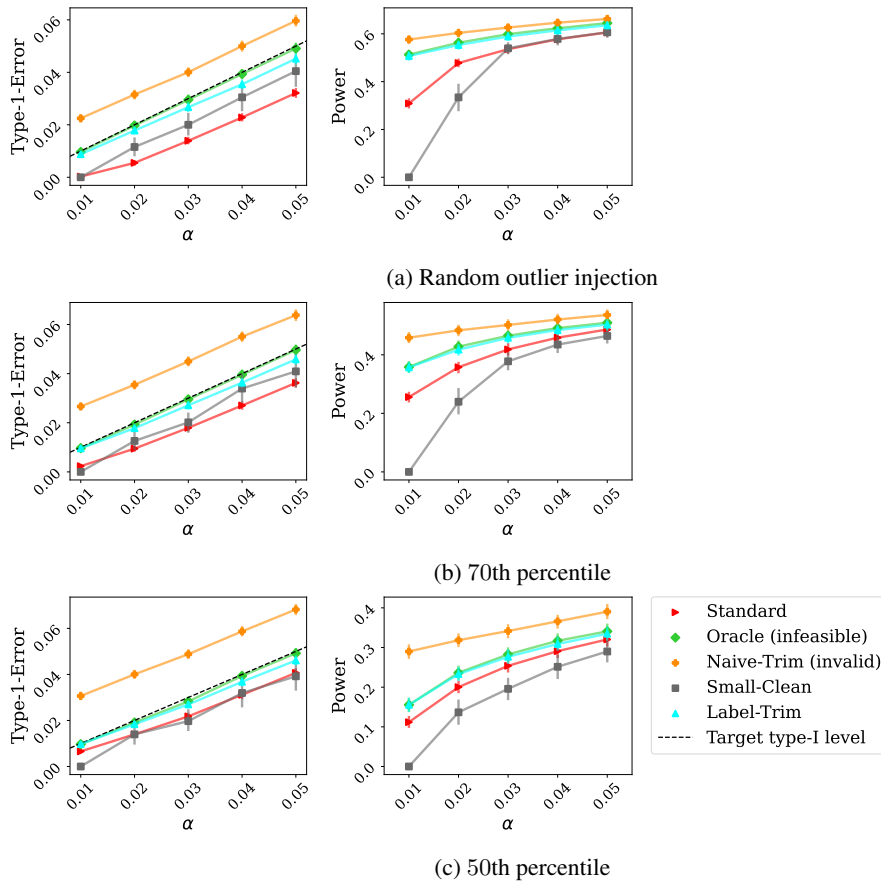 Type-1-Error
0.06
0.04
0.02
0.00
0.01
0.02
0.03
0.04
0.05
α
Power
0.6
0.4
0.2
0.0
0.01
0.02
0.03
0.04
0.05
α
(a) Random outlier injection
Type-1-Error
0.06
0.04
0.02
0.00
0.01
0.02
0.03
0.04
0.05
α
Power
0.4
0.2
0.0
0.01
0.02
0.03
0.04
0.05
α
(b) 70th percentile
Type-1-Error
0.06
0.04
0.02
0.00
0.01
0.02
0.03
0.04
0.05
α
Power
0.4
0.3
0.2
0.1
0.0
0.01
0.02
0.03
0.04
0.05
α
Standard
Oracle (infeasible)
Naive-Trim (invalid)
Small-Clean
Label-Trim
Target type-I level
(c) 50th percentile